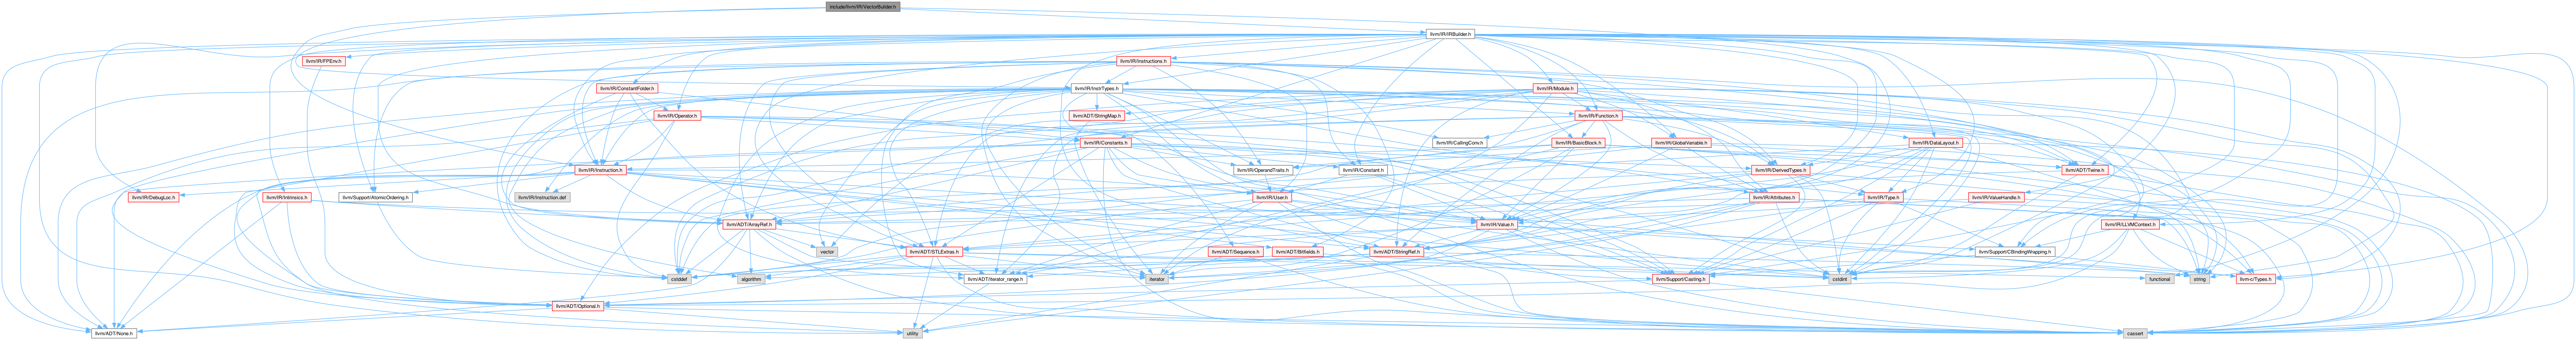 include/llvm/IR/VectorBuilder.h
llvm/IR/IRBuilder.h
llvm/IR/FPEnv.h
llvm/IR/Instructions.h
llvm/IR/ConstantFolder.h
llvm/IR/InstrTypes.h
llvm/IR/Module.h
llvm/IR/Operator.h
llvm/ADT/StringMap.h
llvm/IR/Function.h
llvm/IR/Constants.h
llvm/IR/CallingConv.h
llvm/IR/BasicBlock.h
llvm/IR/GlobalVariable.h
llvm/IR/DataLayout.h
llvm/IR/Instruction.h
llvm/IR/OperandTraits.h
llvm/IR/Constant.h
llvm/IR/DerivedTypes.h
llvm/ADT/Twine.h
llvm/IR/DebugLoc.h
llvm/IR/Intrinsics.h
llvm/Support/AtomicOrdering.h
llvm/IR/Instruction.def
llvm/IR/User.h
llvm/IR/Attributes.h
llvm/IR/Type.h
llvm/IR/ValueHandle.h
llvm/ADT/ArrayRef.h
llvm/IR/Value.h
llvm/IR/LLVMContext.h
vector
llvm/ADT/STLExtras.h
llvm/ADT/Sequence.h
llvm/ADT/Bitfields.h
llvm/ADT/StringRef.h
llvm/Support/CBindingWrapping.h
cstddef
algorithm
llvm/ADT/iterator_range.h
iterator
llvm/Support/Casting.h
cstdint
functional
string
llvm-c/Types.h
llvm/ADT/Optional.h
llvm/ADT/None.h
utility
cassert